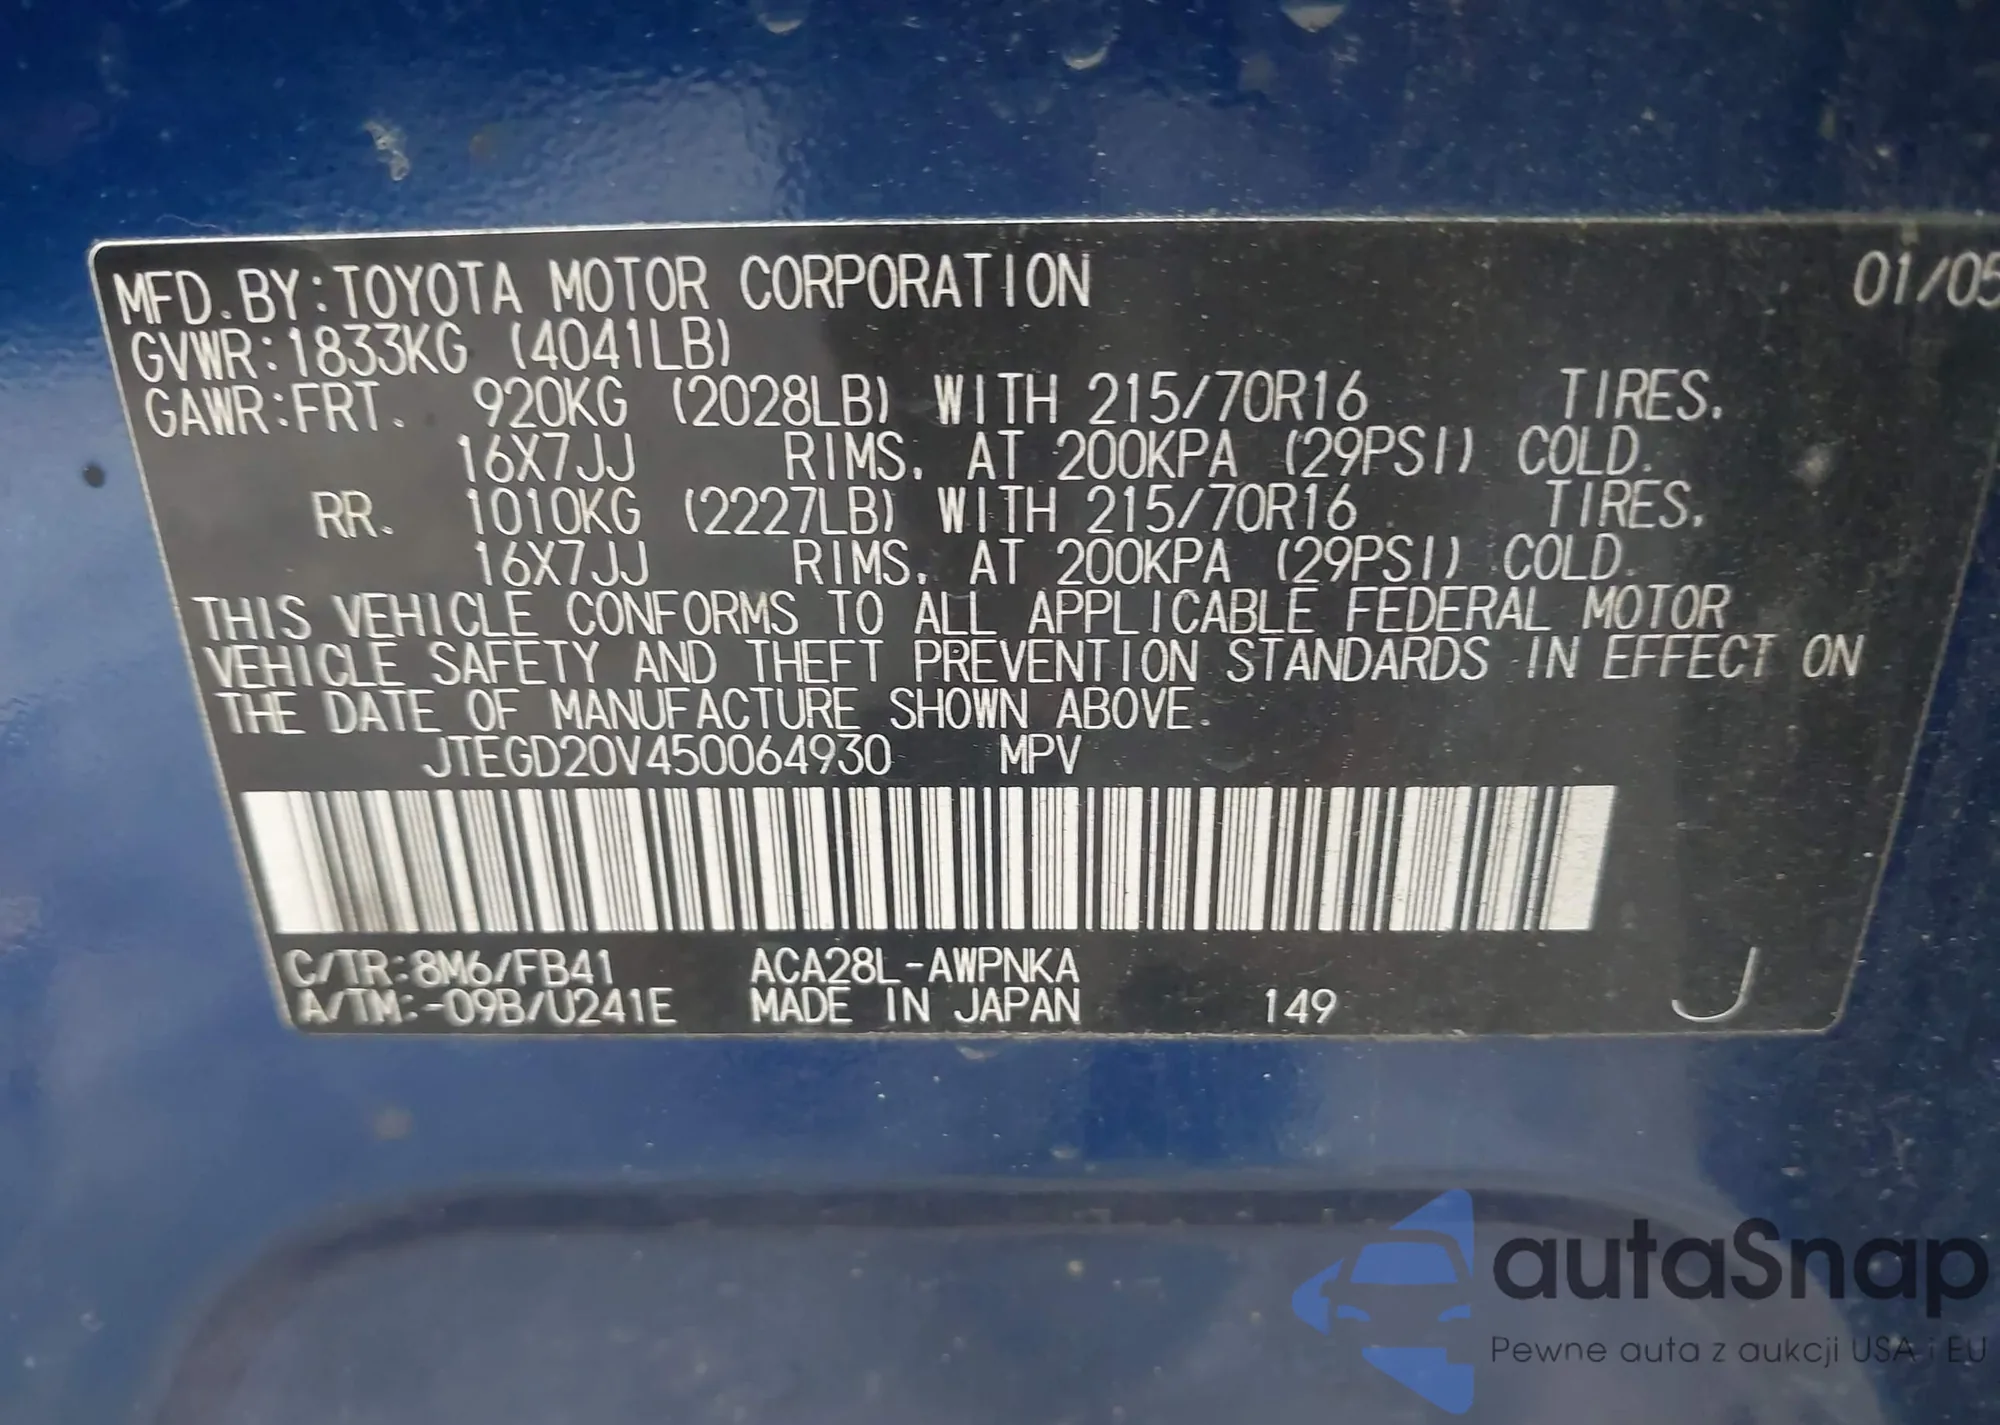 MFD.BY:TOYOTA MOTOR CORPORATION 01/05
GVWR:1833KG (4041LB)
GAWR:FRT. 920KG (2028LB) WITH 215/70R16 TIRES,
16X7JJ RIMS, AT 200KPA (29PSI) COLD.
RR. 1010KG (2227LB) WITH 215/70R16 TIRES,
16X7JJ RIMS, AT 200KPA (29PSI) COLD.
THIS VEHICLE CONFORMS TO ALL APPLICABLE FEDERAL MOTOR
VEHICLE SAFETY AND THEFT PREVENTION STANDARDS IN EFFECT ON
THE DATE OF MANUFACTURE SHOWN ABOVE.
JTEGD20V450064930 MPV
C/TR:8M6/FB41 ACA28L-AWPNKA
A/TM:-09B/U241E MADE IN JAPAN 149 J
autaSnap
Pewne auta z aukcji USA i EU